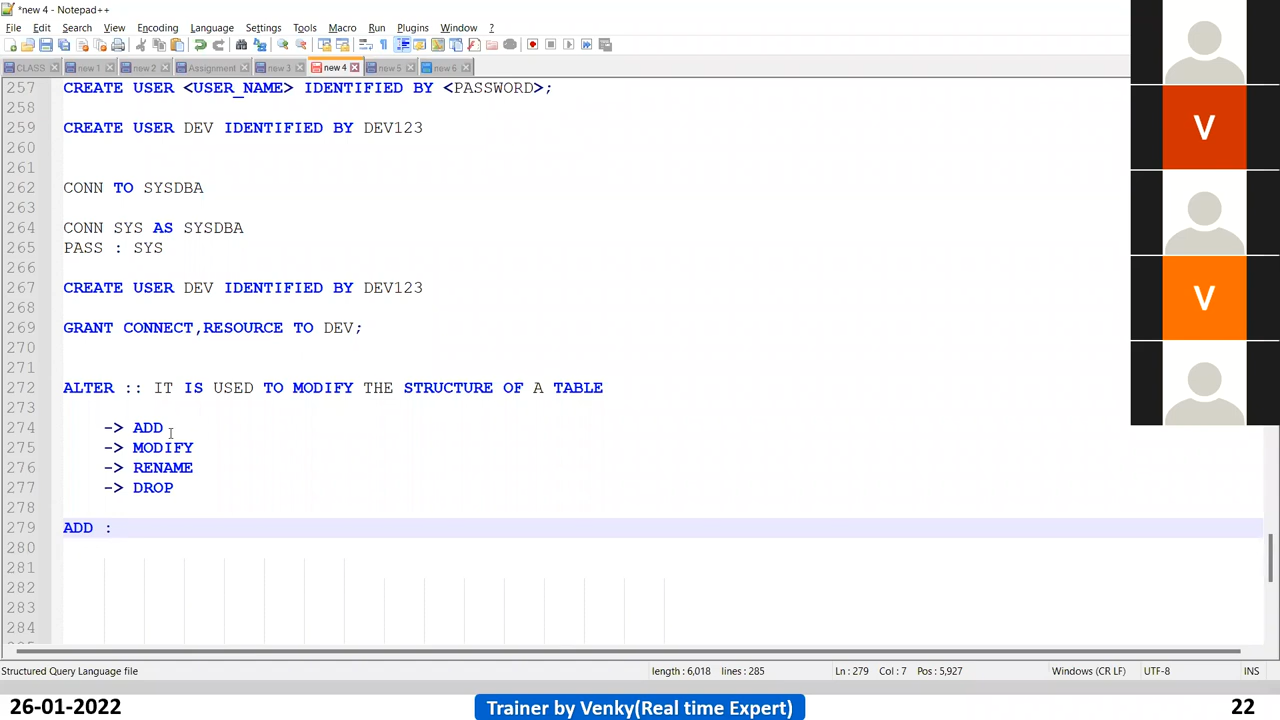 *new 4 - Notepad++
File Edit Search View Encoding Language Settings Tools Macro Run Plugins Window ?
CLASS new 1 new 2 Assignment new 3 new 4 new 5 new 6
257 CREATE USER <USER_NAME> IDENTIFIED BY <PASSWORD>;
258
259 CREATE USER DEV IDENTIFIED BY DEV123
260
261
262 CONN TO SYSDBA
263
264 CONN SYS AS SYSDBA
265 PASS : SYS
266
267 CREATE USER DEV IDENTIFIED BY DEV123
268
269 GRANT CONNECT,RESOURCE TO DEV;
270
271
272 ALTER :: IT IS USED TO MODIFY THE STRUCTURE OF A TABLE
273
274 -> ADD
275 -> MODIFY
276 -> RENAME
277 -> DROP
278
279 ADD :
280
281
282
283
284
V
V
Structured Query Language file length : 6,018 lines : 285 Ln : 279 Col : 7 Pos : 5,927 Windows (CR LF) UTF-8 INS
26-01-2022 Trainer by Venky(Real time Expert) 22